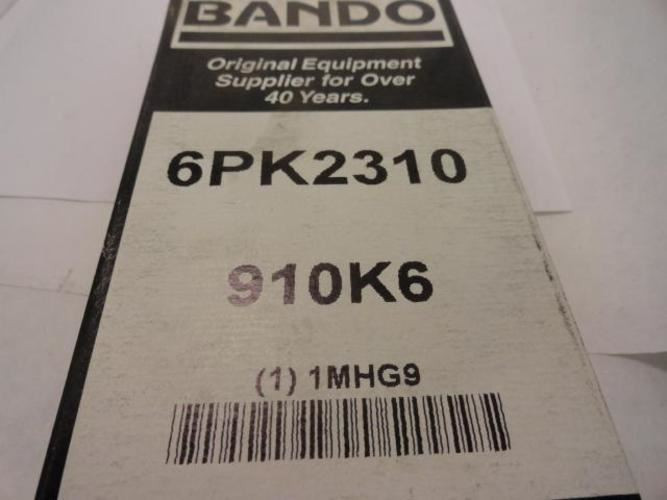 BANDO
Original Equipment
Supplier for Over
40 Years.
6PK2310
910K6
(1) 1MHG9